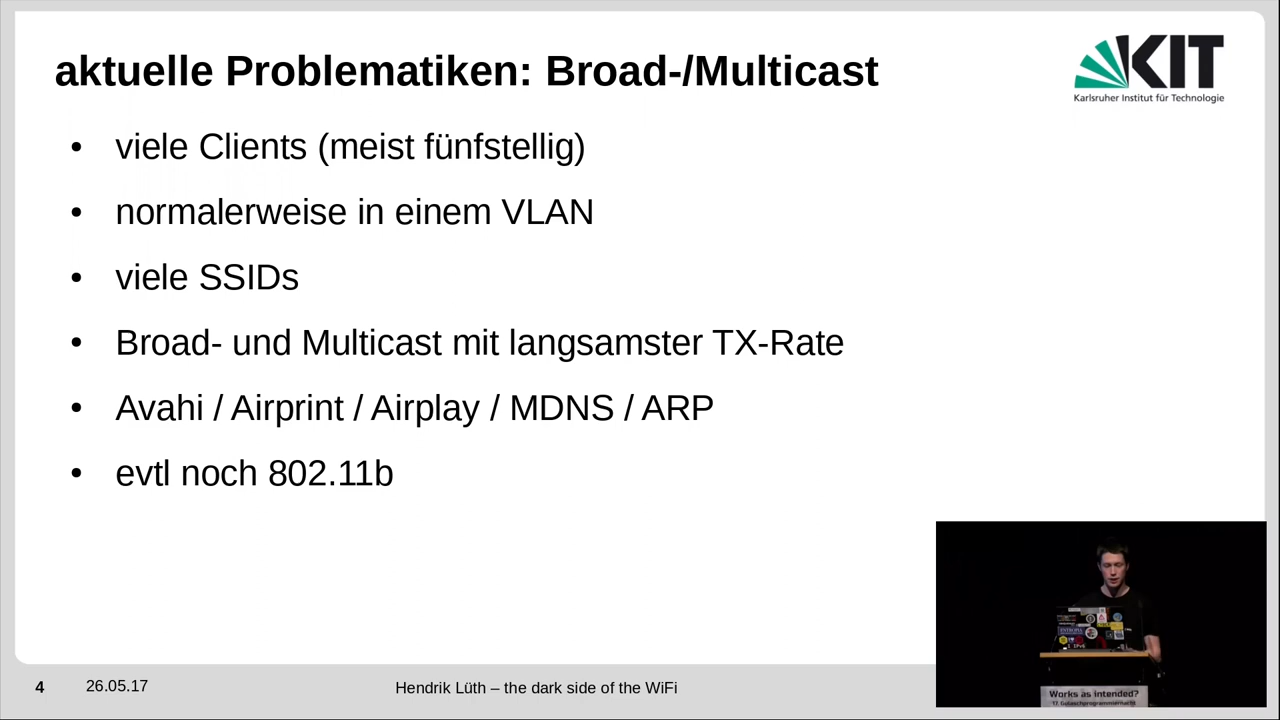 aktuelle Problematiken: Broad-/Multicast
KIT
Karlsruher Institut für Technologie
• viele Clients (meist fünfstellig)
• normalerweise in einem VLAN
• viele SSIDs
• Broad- und Multicast mit langsamster TX-Rate
• Avahi / Airprint / Airplay / MDNS / ARP
• evtl noch 802.11b
4
26.05.17
Hendrik Lüth – the dark side of the WiFi
Works as intended?
17. Gulaschprogrammiernacht